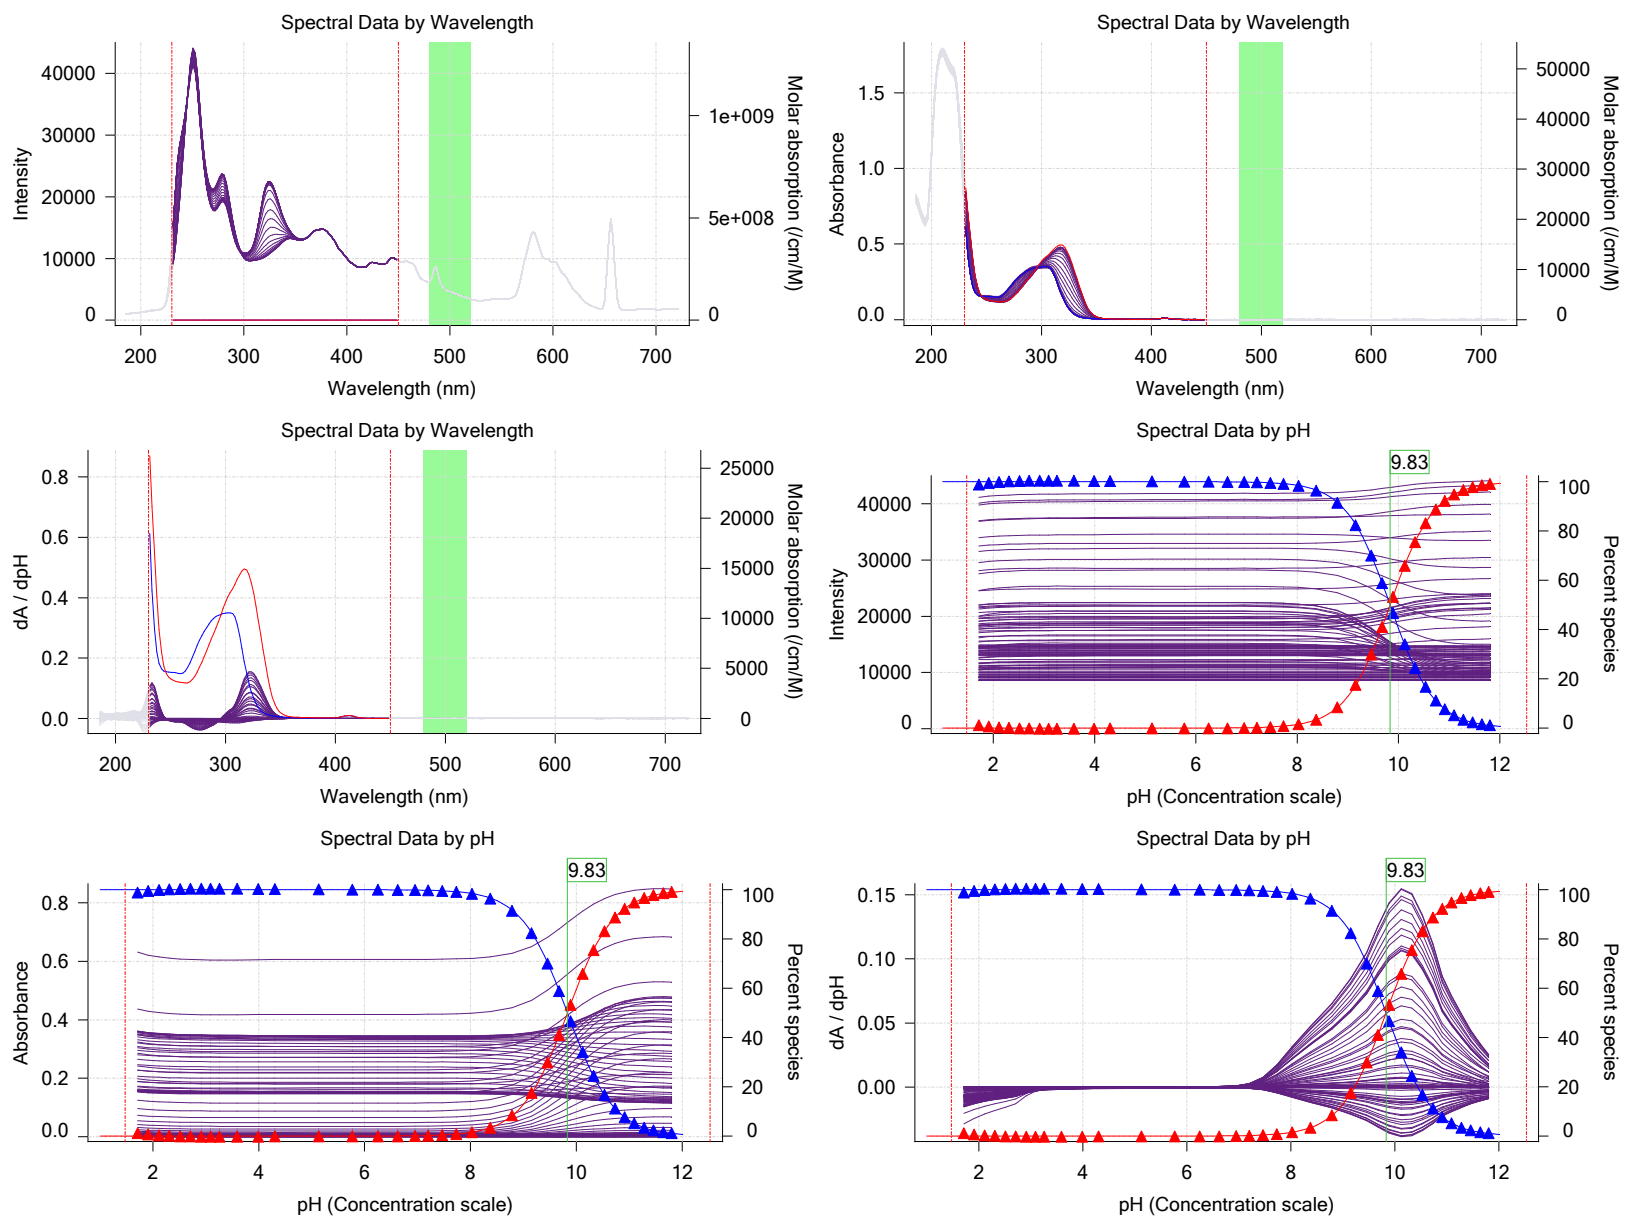 Spectral Data by Wavelength
Intensity
40000
30000
20000
10000
0
1e+009
5e+008
0
Molar absorption (/cm/M)
200 300 400 500 600 700
Wavelength (nm)
Spectral Data by Wavelength
Absorbance
1.5
1.0
0.5
0.0
50000
40000
30000
20000
10000
0
Molar absorption (/cm/M)
200 300 400 500 600 700
Wavelength (nm)
Spectral Data by Wavelength
dA / dpH
0.8
0.6
0.4
0.2
0.0
25000
20000
15000
10000
5000
0
Molar absorption (/cm/M)
200 300 400 500 600 700
Wavelength (nm)
Spectral Data by pH
9.83
Intensity
40000
30000
20000
10000
0
100
80
60
40
20
0
Percent species
2 4 6 8 10 12
pH (Concentration scale)
Spectral Data by pH
9.83
Absorbance
0.8
0.6
0.4
0.2
0.0
100
80
60
40
20
0
Percent species
2 4 6 8 10 12
pH (Concentration scale)
Spectral Data by pH
9.83
dA / dpH
0.15
0.10
0.05
0.00
100
80
60
40
20
0
Percent species
2 4 6 8 10 12
pH (Concentration scale)